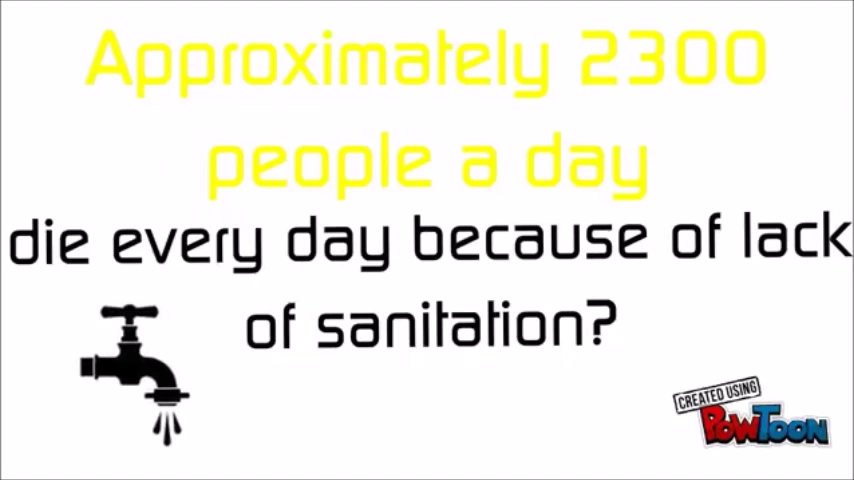 Approximately 2300
people a day
die every day because of lack
of sanitation?
CREATED USING
POWTOON